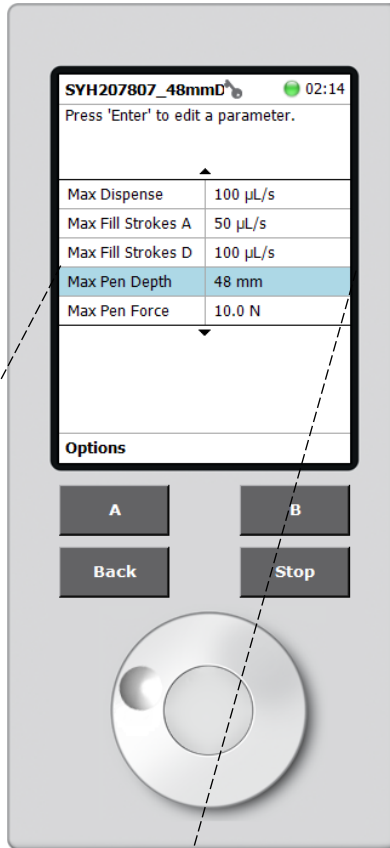 SYH207807_48mmD 02:14
Press 'Enter' to edit a parameter.
Max Dispense 100 µL/s
Max Fill Strokes A 50 µL/s
Max Fill Strokes D 100 µL/s
Max Pen Depth 48 mm
Max Pen Force 10.0 N
Options
A B
Back Stop